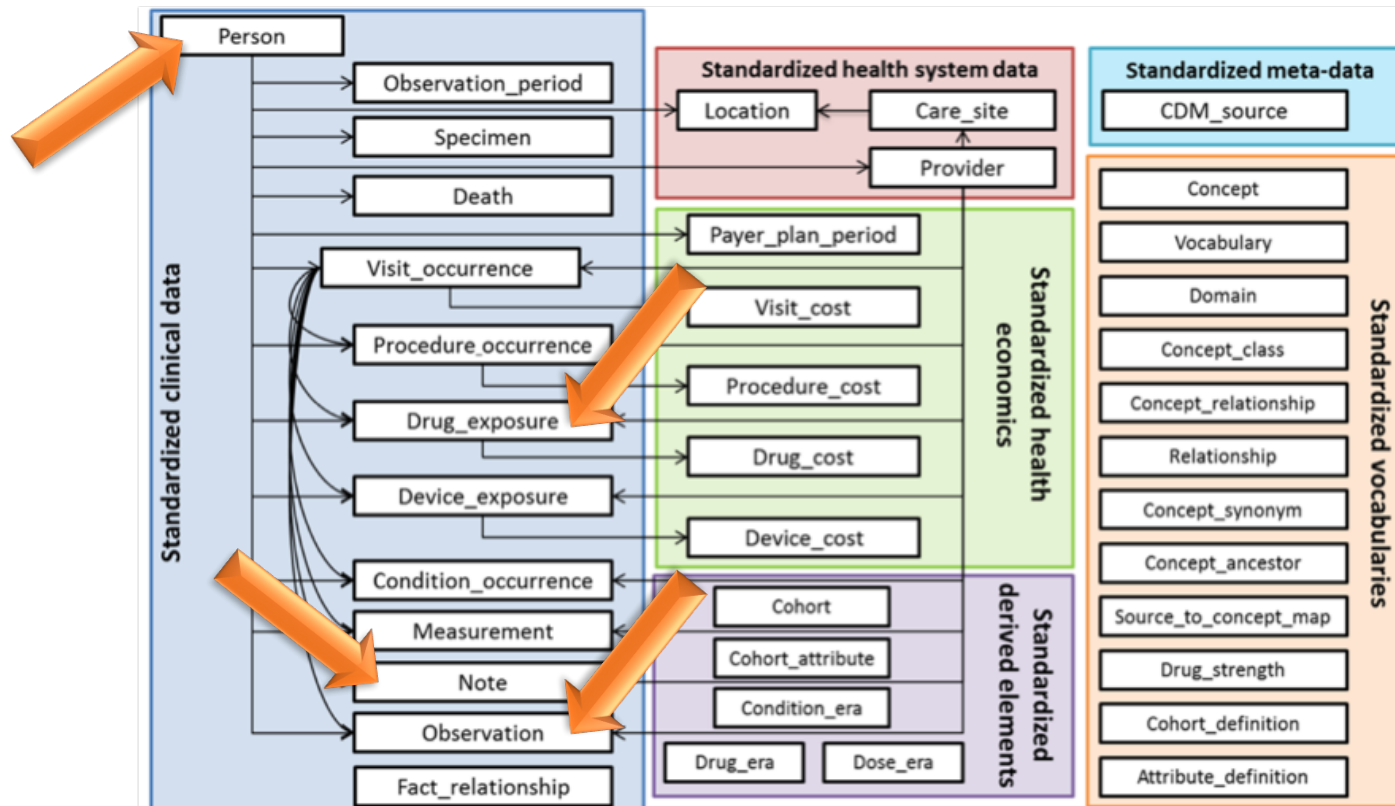 Person
Observation_period
Specimen
Death
Visit_occurrence
Procedure_occurrence
Drug_exposure
Device_exposure
Condition_occurrence
Measurement
Note
Observation
Fact_relationship
Standardized clinical data
Standardized health system data
Location
Care_site
Provider
Payer_plan_period
Visit_cost
Procedure_cost
Drug_cost
Device_cost
Standardized health
economics
Cohort
Cohort_attribute
Condition_era
Drug_era
Dose_era
Standardized
derived elements
Standardized meta-data
CDM_source
Concept
Vocabulary
Domain
Concept_class
Concept_relationship
Relationship
Concept_synonym
Concept_ancestor
Source_to_concept_map
Drug_strength
Cohort_definition
Attribute_definition
Standardized vocabularies